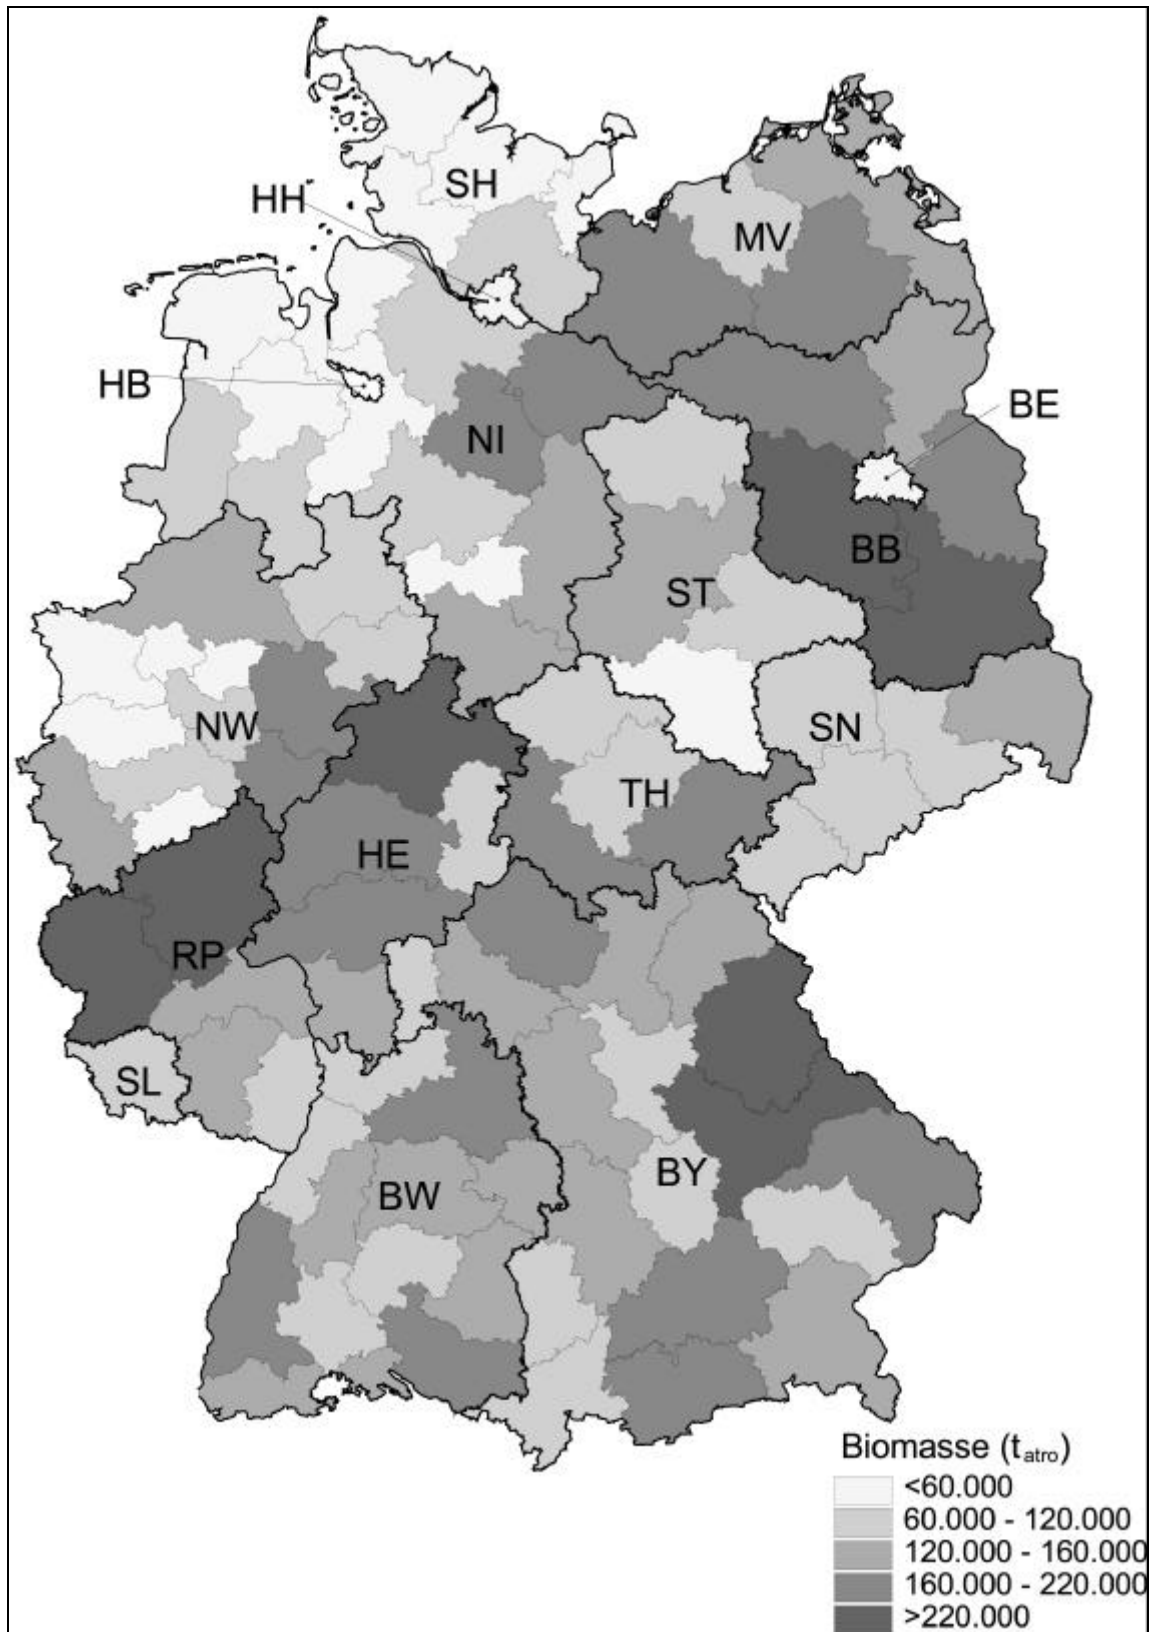 SH
HH
MV
HB
BE
NI
BB
ST
NW
SN
TH
HE
RP
SL
BY
BW
Biomasse (t_atro)
<60.000
60.000 - 120.000
120.000 - 160.000
160.000 - 220.000
>220.000